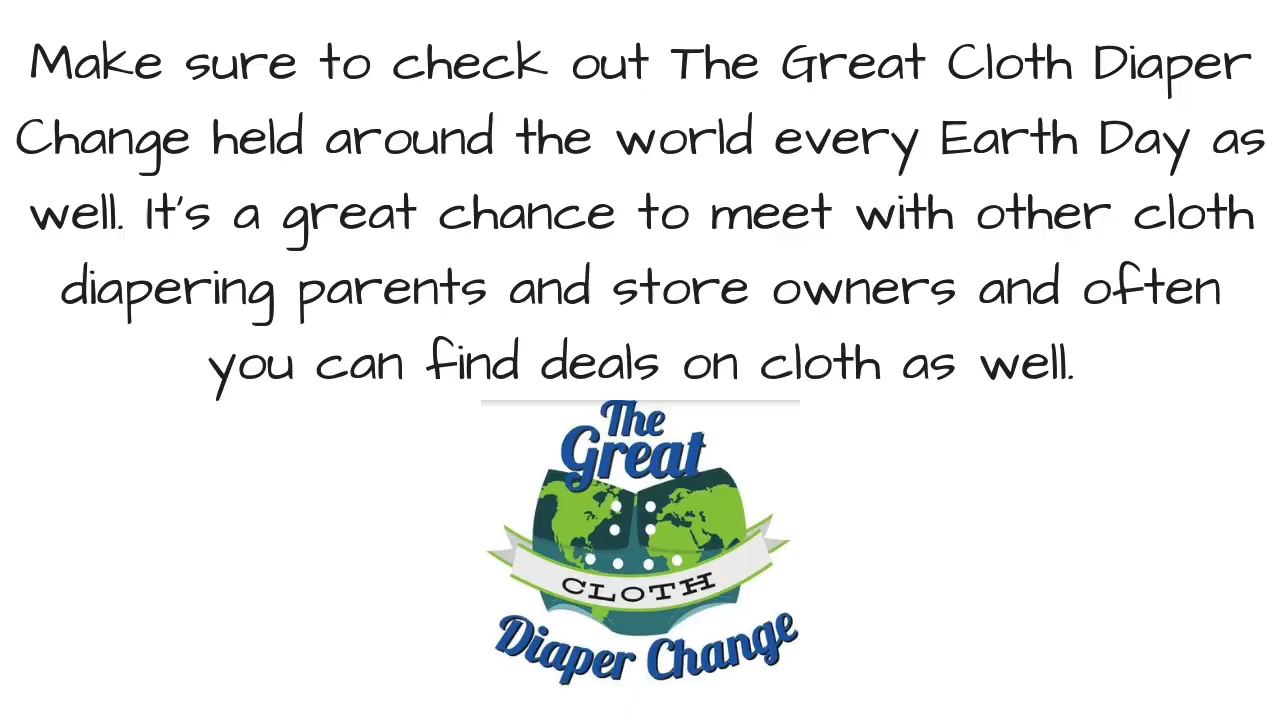 Make sure to check out The Great Cloth Diaper
Change held around the world every Earth Day as
well. It's a great chance to meet with other cloth
diapering parents and store owners and often
you can find deals on cloth as well.
The
Great
CLOTH
Diaper Change